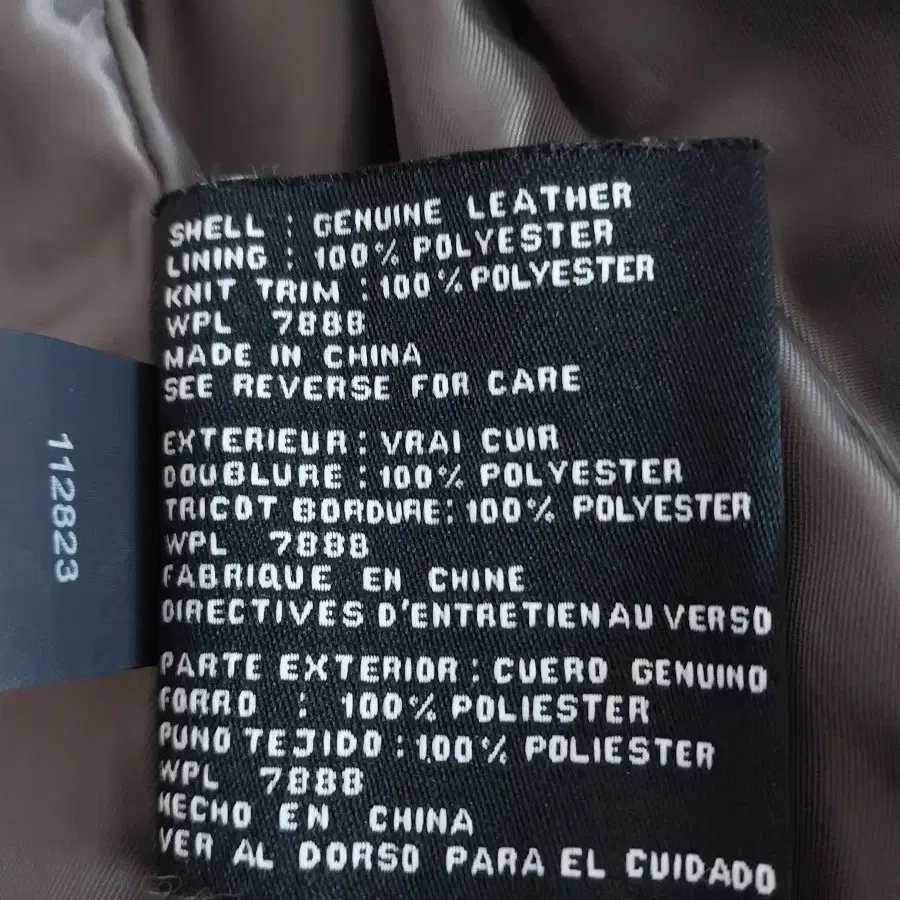 SHELL : GENUINE LEATHER
LINING : 100% POLYESTER
KNIT TRIM : 100% POLYESTER
WPL 7888
MADE IN CHINA
SEE REVERSE FOR CARE
EXTERIEUR : VRAI CUIR
DOUBLURE : 100% POLYESTER
TRICOT BORDURE: 100% POLYESTER
WPL 7888
FABRIQUE EN CHINE
DIRECTIVES D'ENTRETIEN AU VERSO
PARTE EXTERIOR : CUERO GENUINO
FORRO : 100% POLIESTER
PUNO TEJIDO : 100% POLIESTER
WPL 7888
HECHO EN CHINA
VER AL DORSO PARA EL CUIDADO
112823